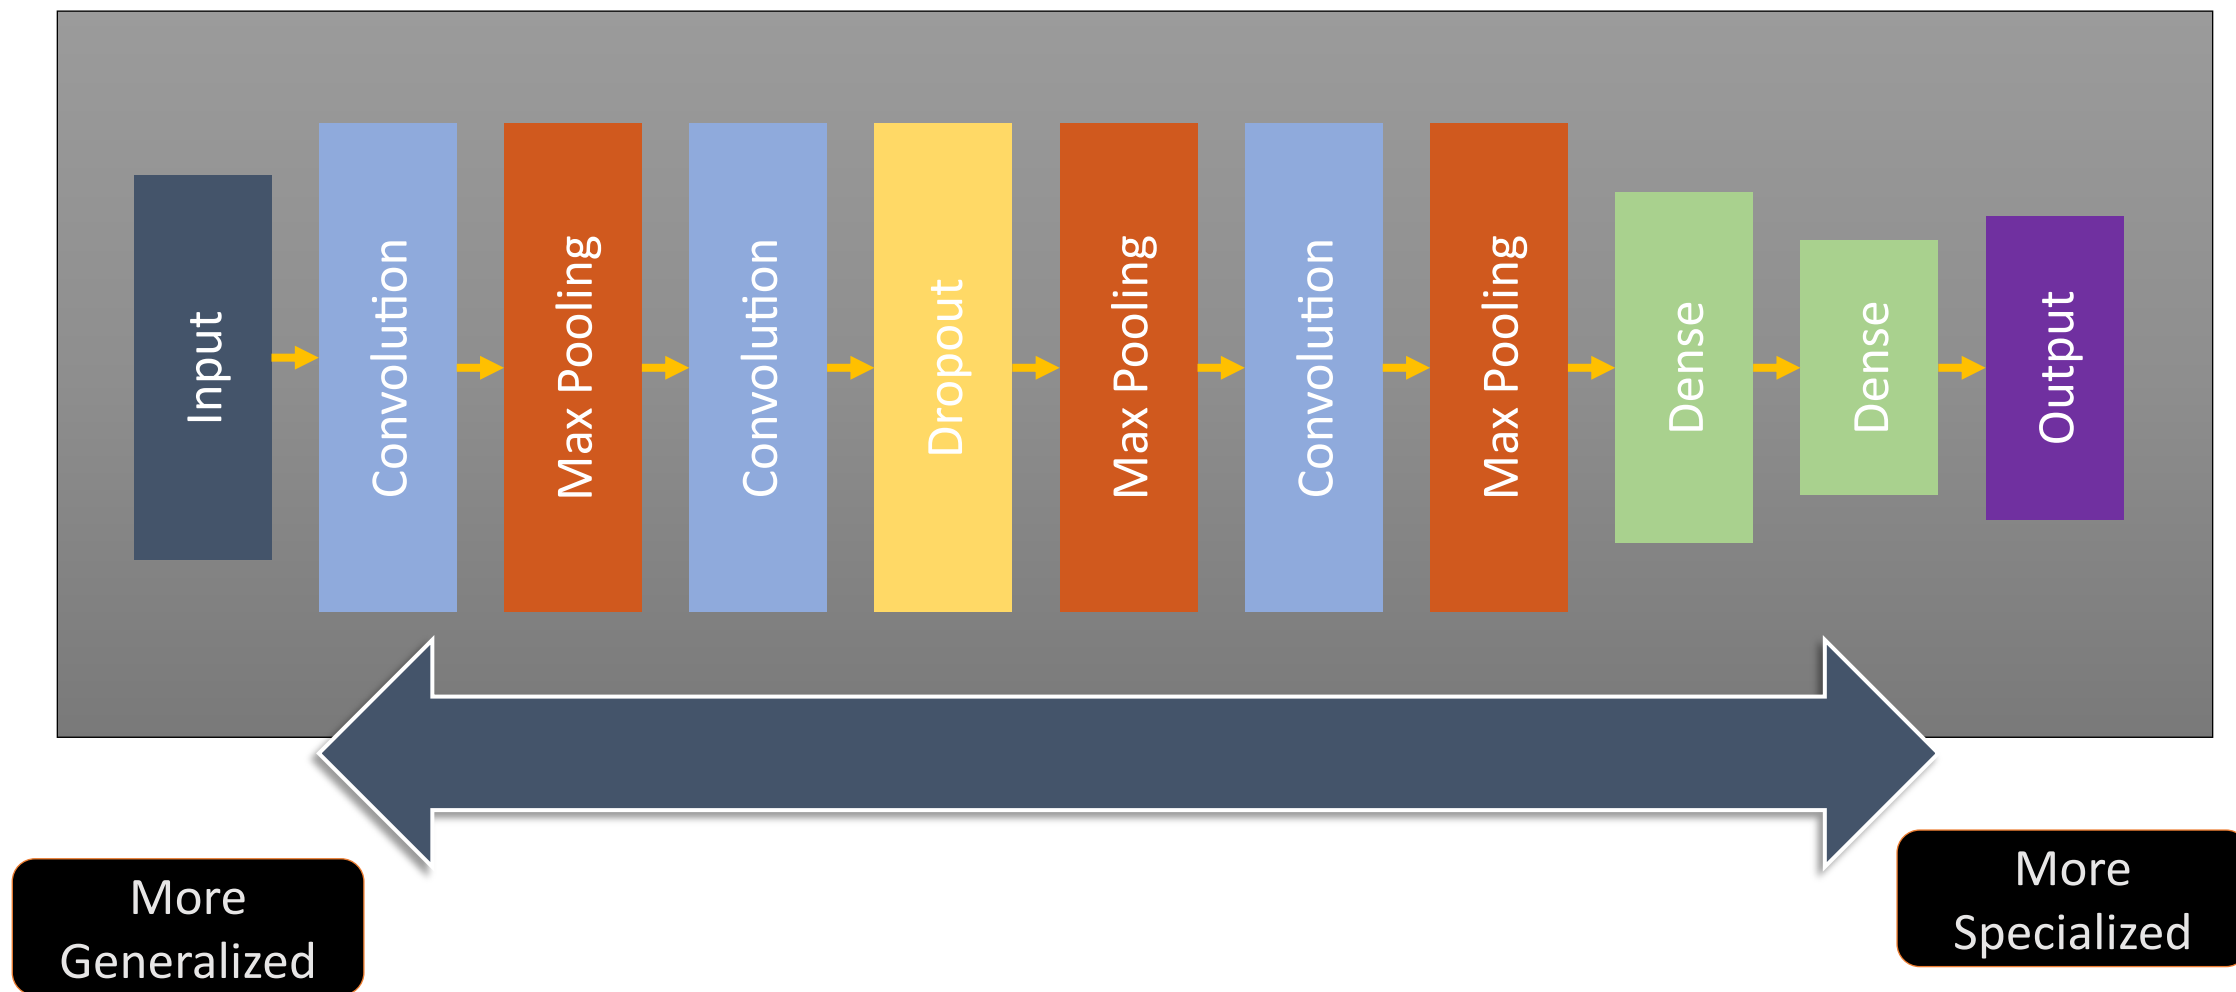 Input
Convolution
Max Pooling
Convolution
Dropout
Max Pooling
Convolution
Max Pooling
Dense
Dense
Output
More
Generalized
More
Specialized